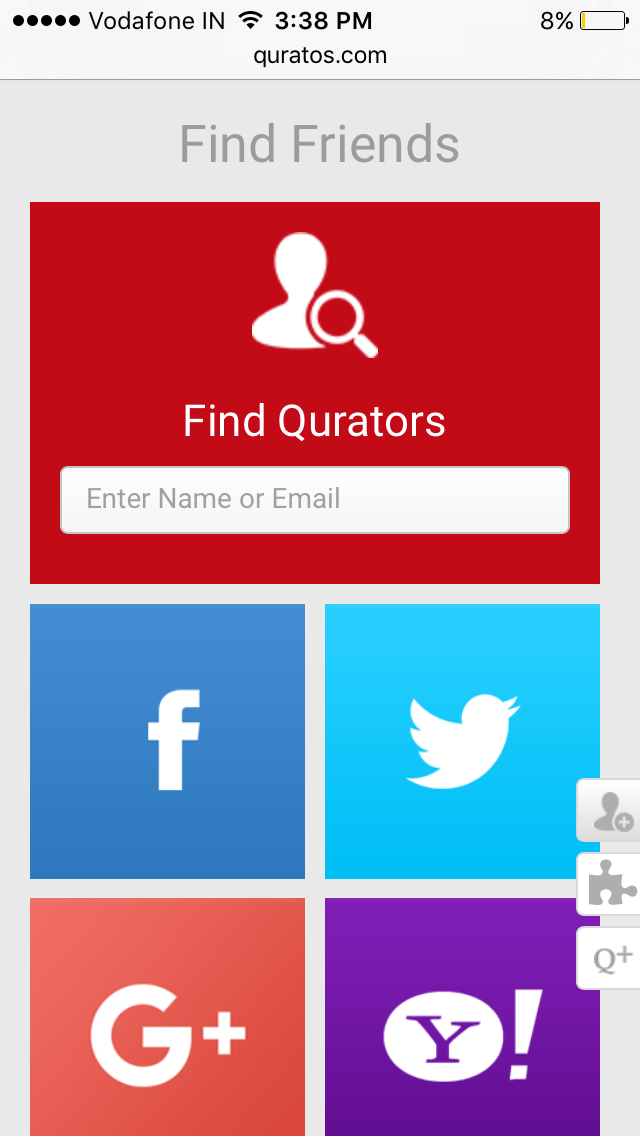 Vodafone IN 3:38 PM 8%
quratos.com
Find Friends
Find Qurators
Enter Name or Email
f
G+
Y!
Q+